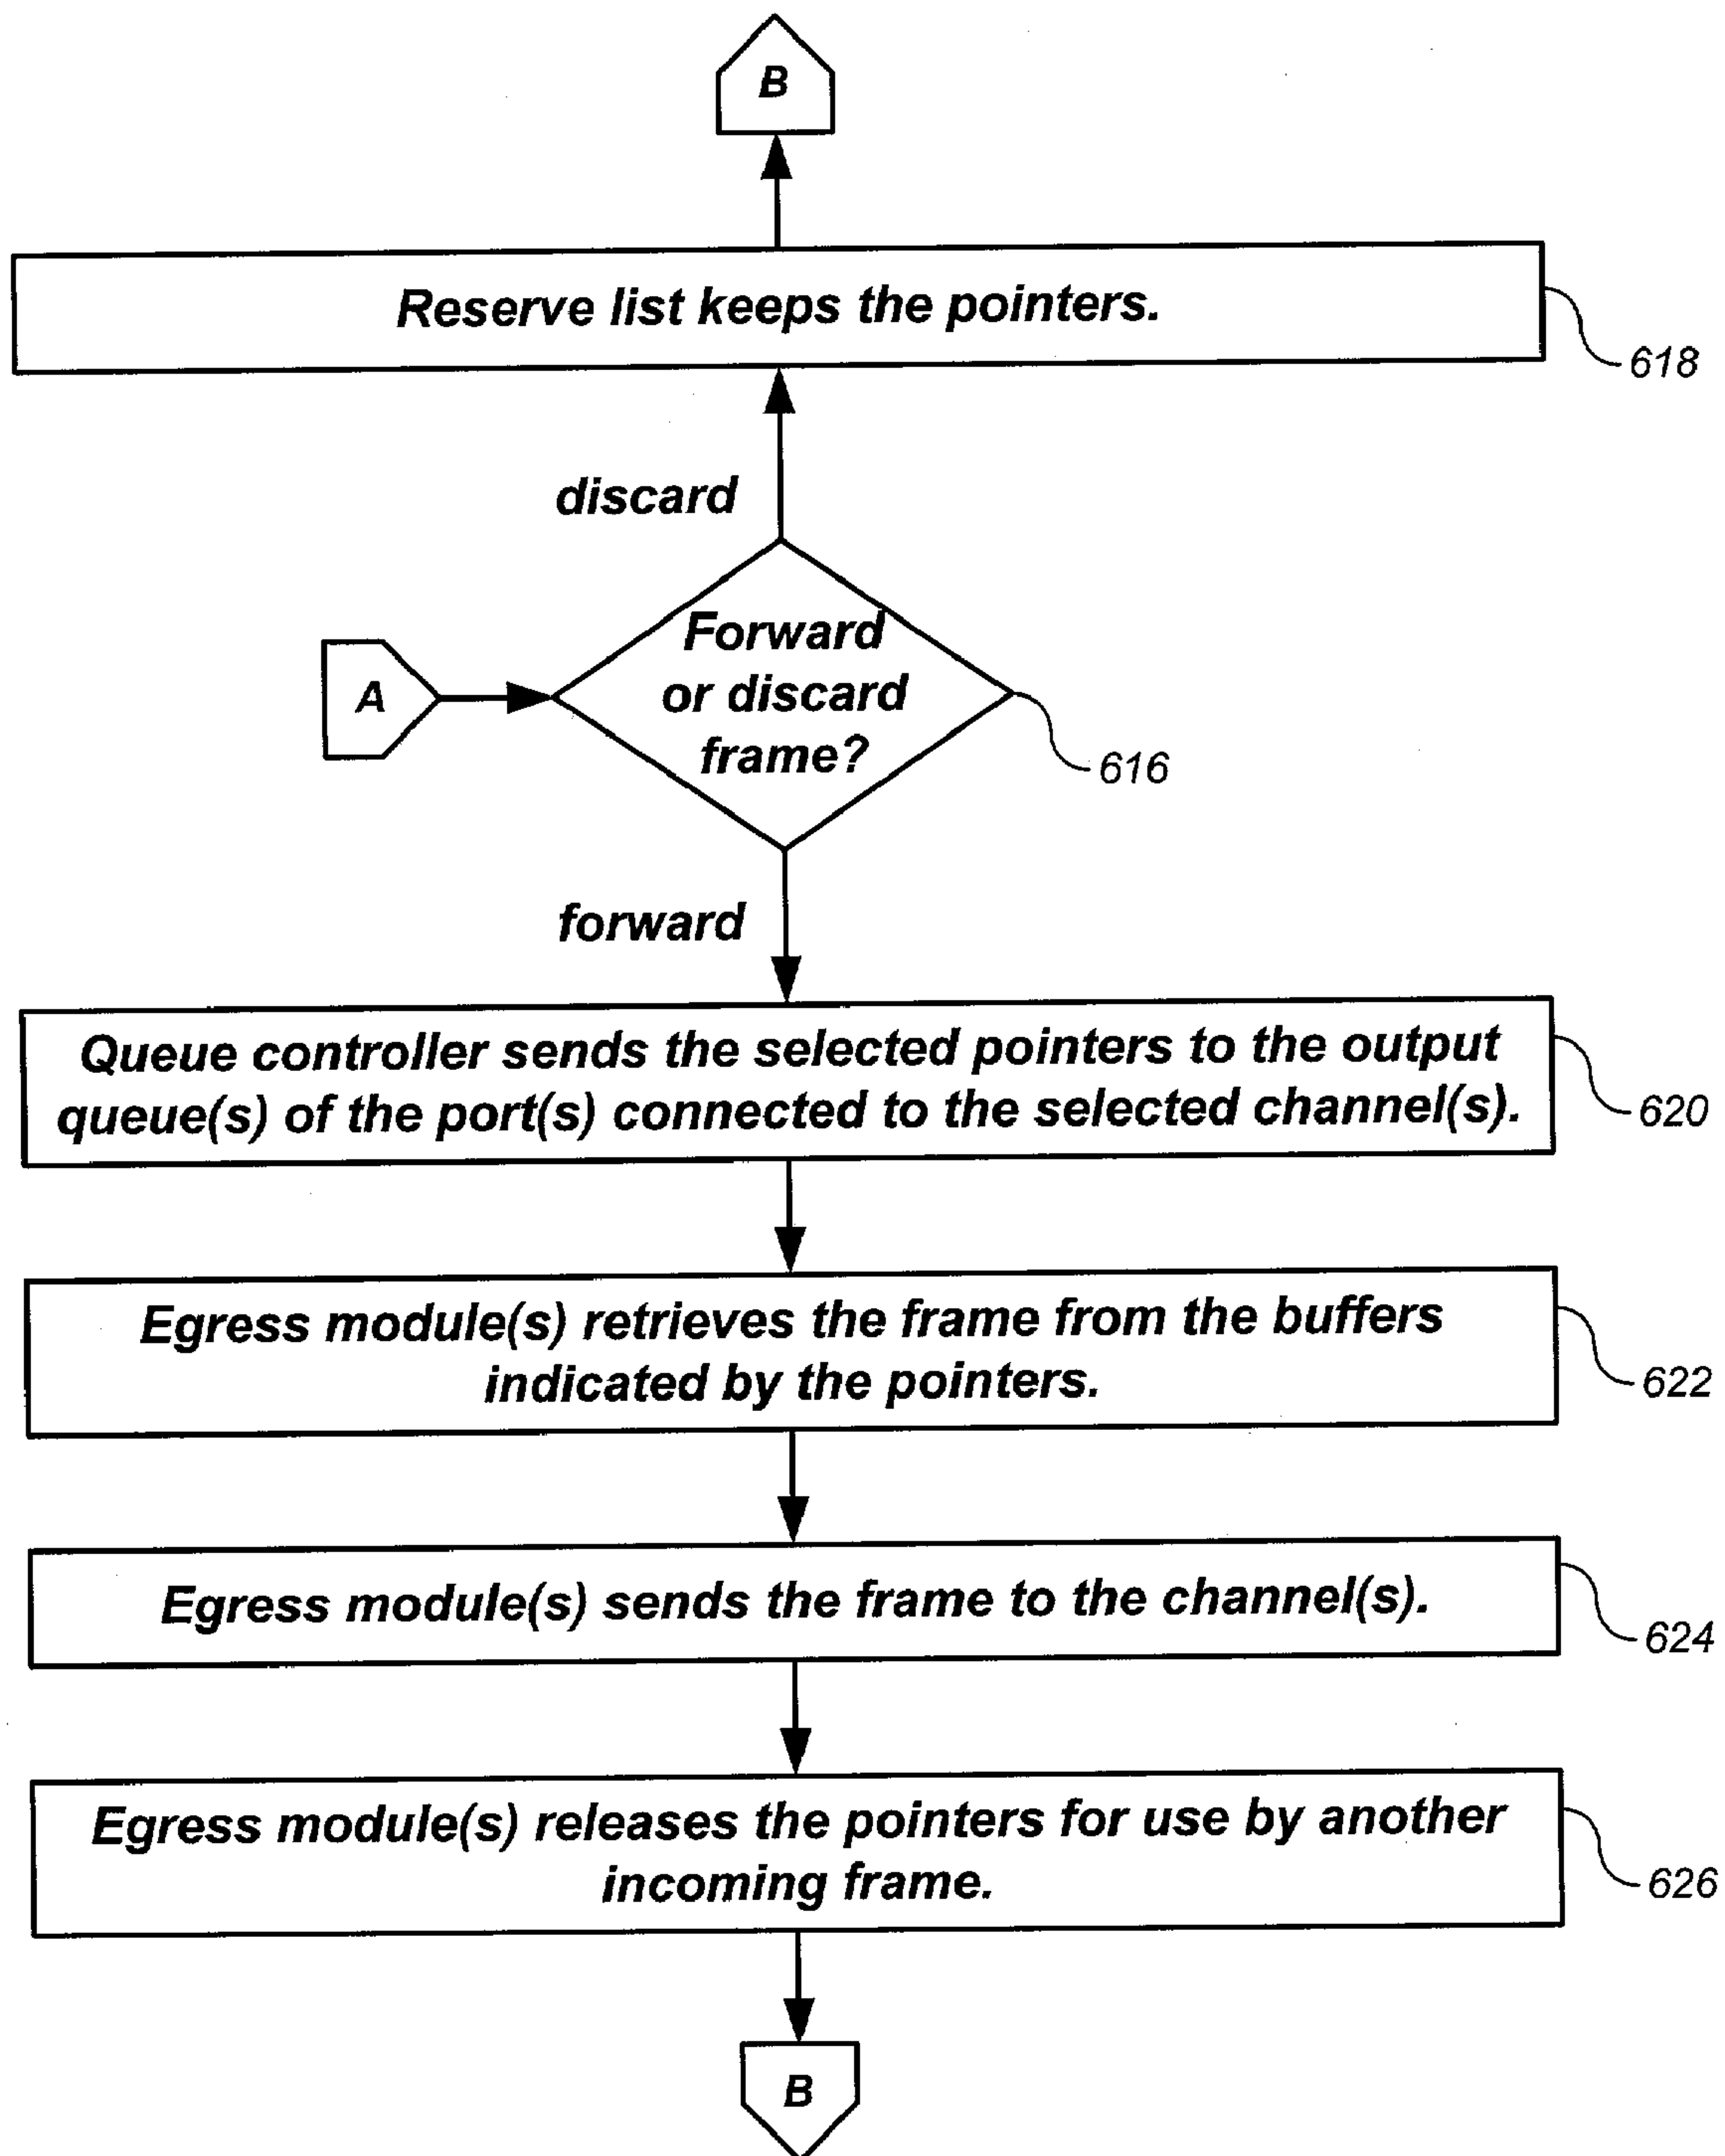 B
Reserve list keeps the pointers.
618
discard
Forward
or discard
frame?
A
616
forward
Queue controller sends the selected pointers to the output
queue(s) of the port(s) connected to the selected channel(s).
620
Egress module(s) retrieves the frame from the buffers
indicated by the pointers.
622
Egress module(s) sends the frame to the channel(s).
624
Egress module(s) releases the pointers for use by another
incoming frame.
626
B